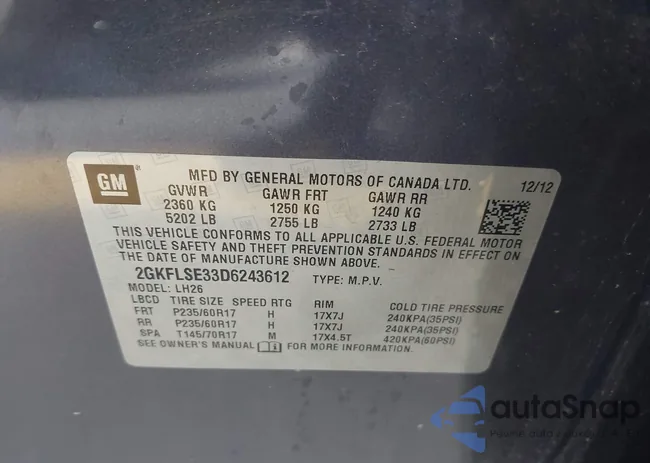 GM
MFD BY GENERAL MOTORS OF CANADA LTD. 12/12
GVWR GAWR FRT GAWR RR
2360 KG 1250 KG 1240 KG
5202 LB 2755 LB 2733 LB
THIS VEHICLE CONFORMS TO ALL APPLICABLE U.S. FEDERAL MOTOR
VEHICLE SAFETY AND THEFT PREVENTION STANDARDS IN EFFECT ON
THE DATE OF MANUFACTURE SHOWN ABOVE.
2GKFLSE33D6243612 TYPE: M.P.V.
MODEL: LH26
LBCD TIRE SIZE SPEED RTG RIM COLD TIRE PRESSURE
FRT P235/60R17 H 17X7J 240KPA(35PSI)
RR P235/60R17 H 17X7J 240KPA(35PSI)
SPA T145/70R17 M 17X4.5T 420KPA(60PSI)
SEE OWNER'S MANUAL FOR MORE INFORMATION.
autaSnap